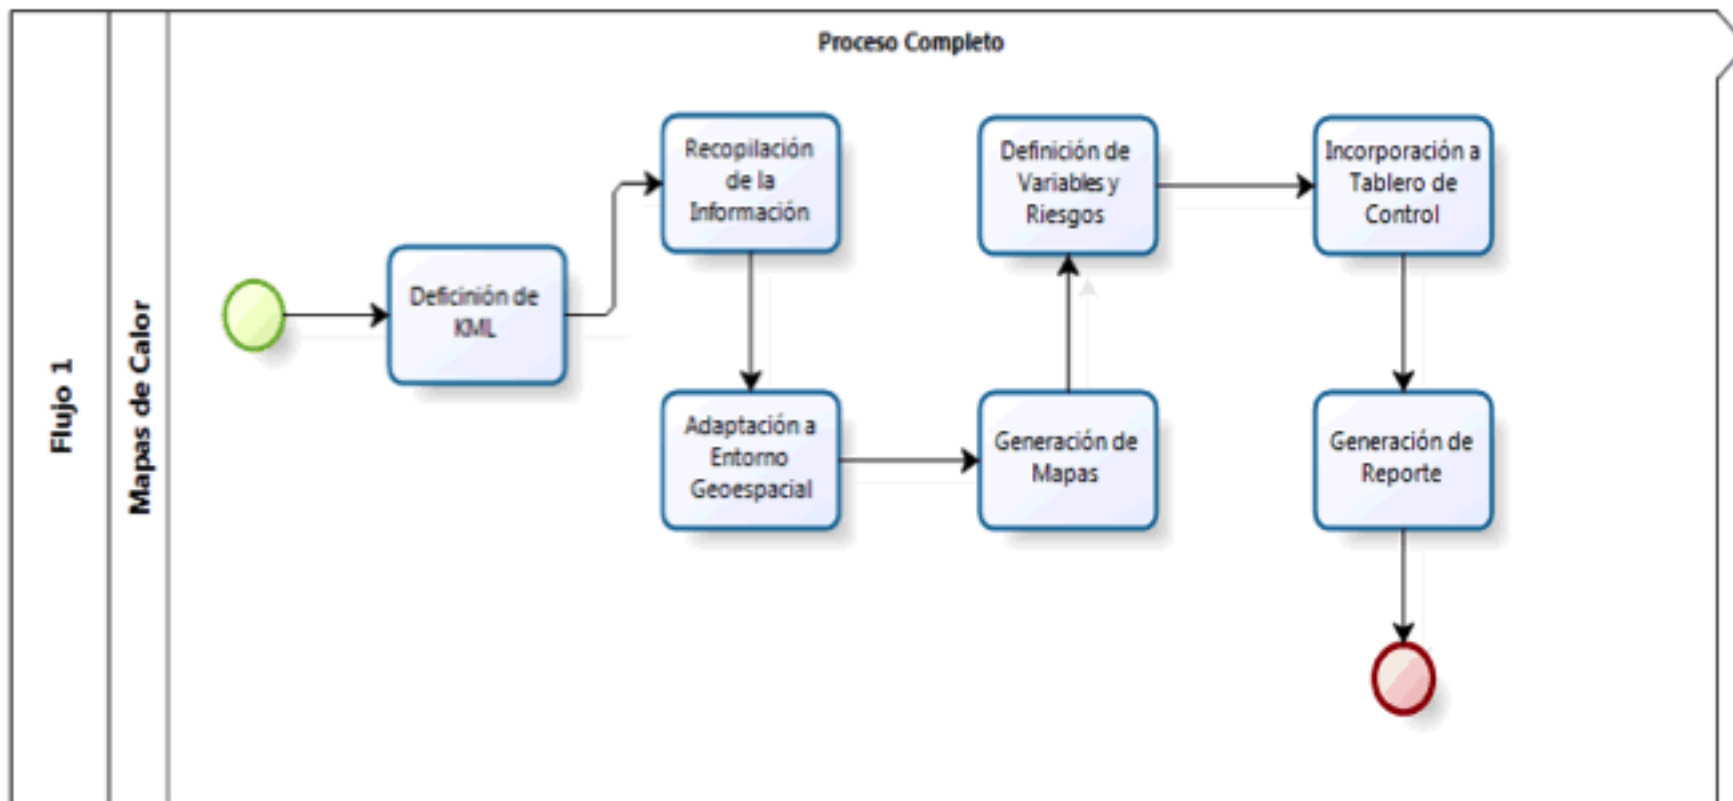 Proceso Completo
Flujo 1
Mapas de Calor
Deficinión de
KML
Recopilación
de la
Información
Adaptación a
Entorno
Geoespacial
Generación de
Mapas
Definición de
Variables y
Riesgos
Incorporación a
Tablero de
Control
Generación de
Reporte